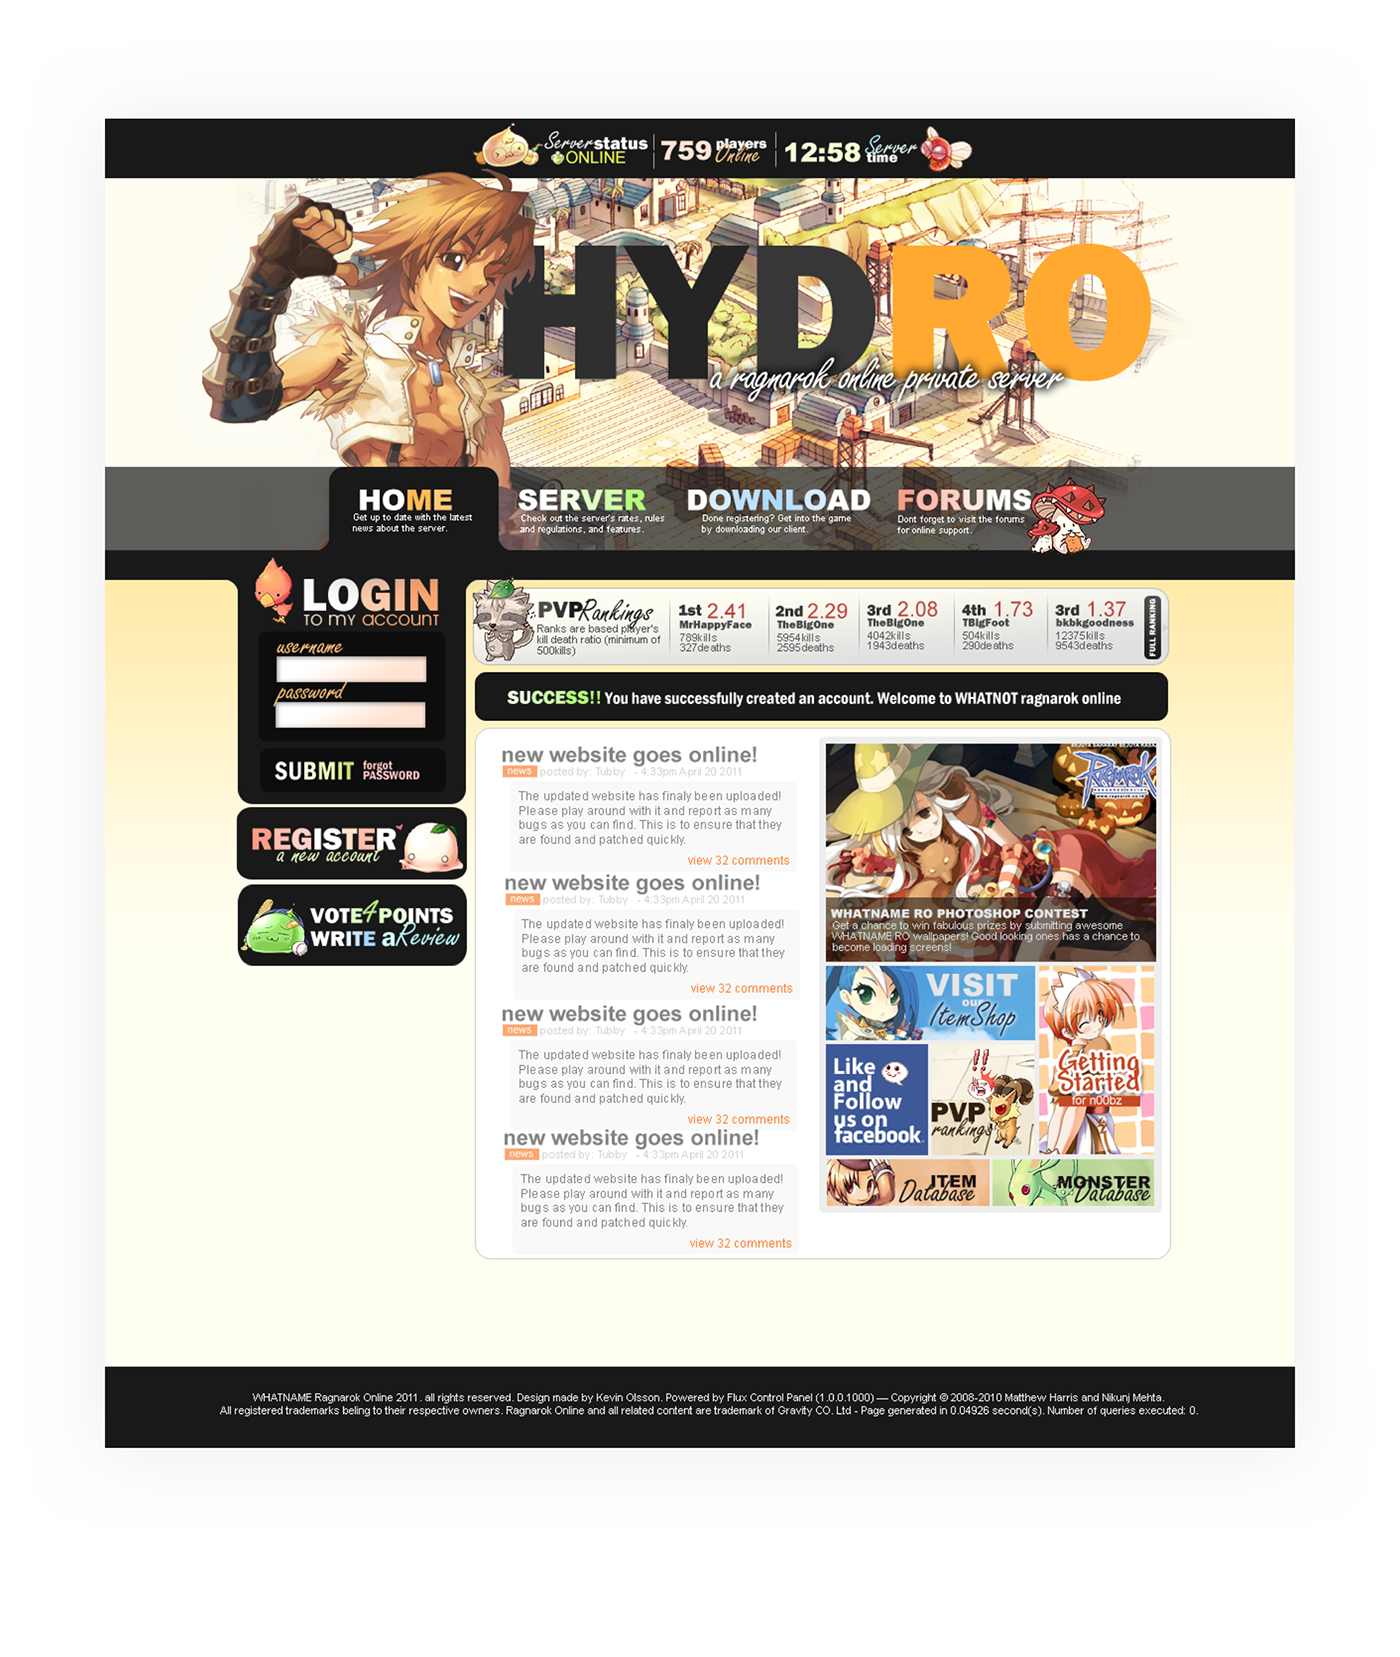 Server status
ONLINE
759 players Online
12:58 Server time
HYDRO
a ragnarok online private server
HOME
Get up to date with the latest
news about the server.
SERVER
Check out the server's rates, rules
and regulations, and features.
DOWNLOAD
Done registering? Get into the game
by downloading our client.
FORUMS
Dont forget to visit the forums
for online support.
LOGIN
TO MY ACCOUNT
username
password
SUBMIT
forgot
PASSWORD
REGISTER
a new account
VOTE4POINTS
WRITE a Review
PVP Rankings
Ranks are based player's
kill death ratio (minimum of
500kills)
1st 2.41
MrHappyFace
789kills
327deaths
2nd 2.29
TheBigOne
5954kills
2595deaths
3rd 2.08
TheBigOne
4042kills
1943deaths
4th 1.73
TBigFoot
504kills
290deaths
3rd 1.37
bkbkgoodness
12375kills
9543deaths
FULL RANKING
SUCCESS!! You have successfully created an account. Welcome to WHATNOT ragnarok online
new website goes online!
news posted by: Tubby - 4:33pm April 20 2011
The updated website has finaly been uploaded!
Please play around with it and report as many
bugs as you can find. This is to ensure that they
are found and patched quickly.
view 32 comments
new website goes online!
news posted by: Tubby - 4:33pm April 20 2011
The updated website has finaly been uploaded!
Please play around with it and report as many
bugs as you can find. This is to ensure that they
are found and patched quickly.
view 32 comments
new website goes online!
news posted by: Tubby - 4:33pm April 20 2011
The updated website has finaly been uploaded!
Please play around with it and report as many
bugs as you can find. This is to ensure that they
are found and patched quickly.
view 32 comments
new website goes online!
news posted by: Tubby - 4:33pm April 20 2011
The updated website has finaly been uploaded!
Please play around with it and report as many
bugs as you can find. This is to ensure that they
are found and patched quickly.
view 32 comments
RAGNAROK
WHATNAME RO PHOTOSHOP CONTEST
Get a chance to win fabulous prizes by submitting awesome
WHATNAME RO wallpapers! Good looking ones has a chance to
become loading screens!
VISIT
our
ItemShop
Like
and
Follow
us on
facebook
!!
PVP
rankings
Getting
Started
for n00bz
ITEM
Database
MONSTER
Database
WHATNAME Ragnarok Online 2011. all rights reserved. Design made by Kevin Olsson. Powered by Flux Control Panel (1.0.0.1000) — Copyright © 2008-2010 Matthew Harris and Nikunj Mehta.
All registered trademarks beling to their respective owners. Ragnarok Online and all related content are trademark of Gravity CO. Ltd - Page generated in 0.04926 second(s). Number of queries executed: 0.